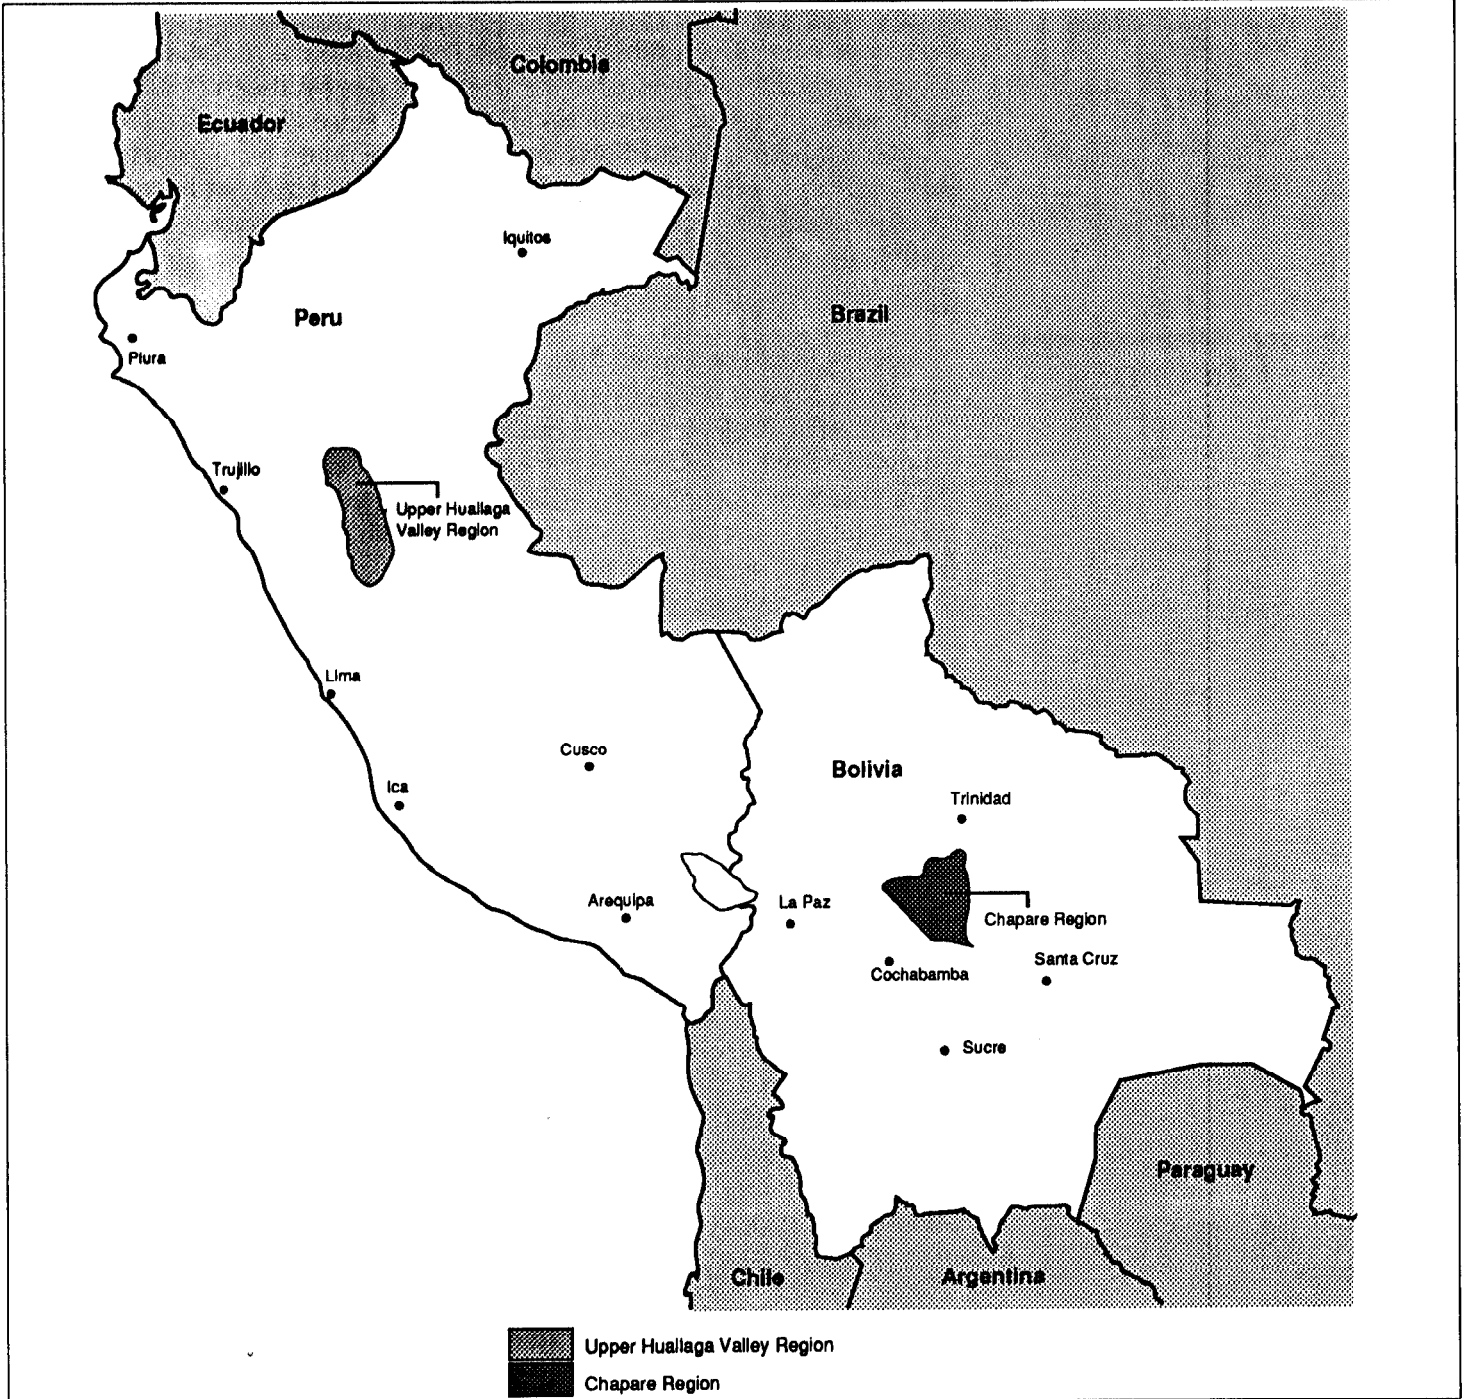 Colombia
Ecuador
Iquitos
Peru
Brazil
Piura
Trujillo
Upper Huallaga
Valley Region
Lima
Cusco
Bolivia
Ica
Trinidad
Arequipa
La Paz
Chapare Region
Santa Cruz
Cochabamba
Sucre
Paraguay
Chile
Argentina
Upper Huallaga Valley Region
Chapare Region